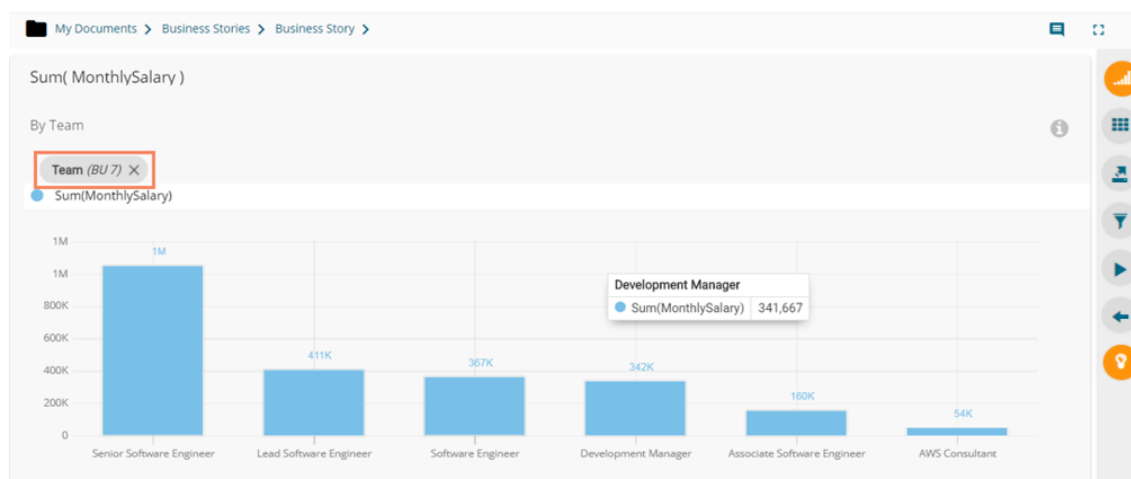 My Documents > Business Stories > Business Story >
Sum( MonthlySalary )
By Team
Team (BU 7) ×
Sum(MonthlySalary)
1M
1M
1M
Development Manager
Sum(MonthlySalary) 341,667
800K
600K
411K
367K
342K
400K
160K
200K
54K
0
Senior Software Engineer Lead Software Engineer Software Engineer Development Manager Associate Software Engineer AWS Consultant